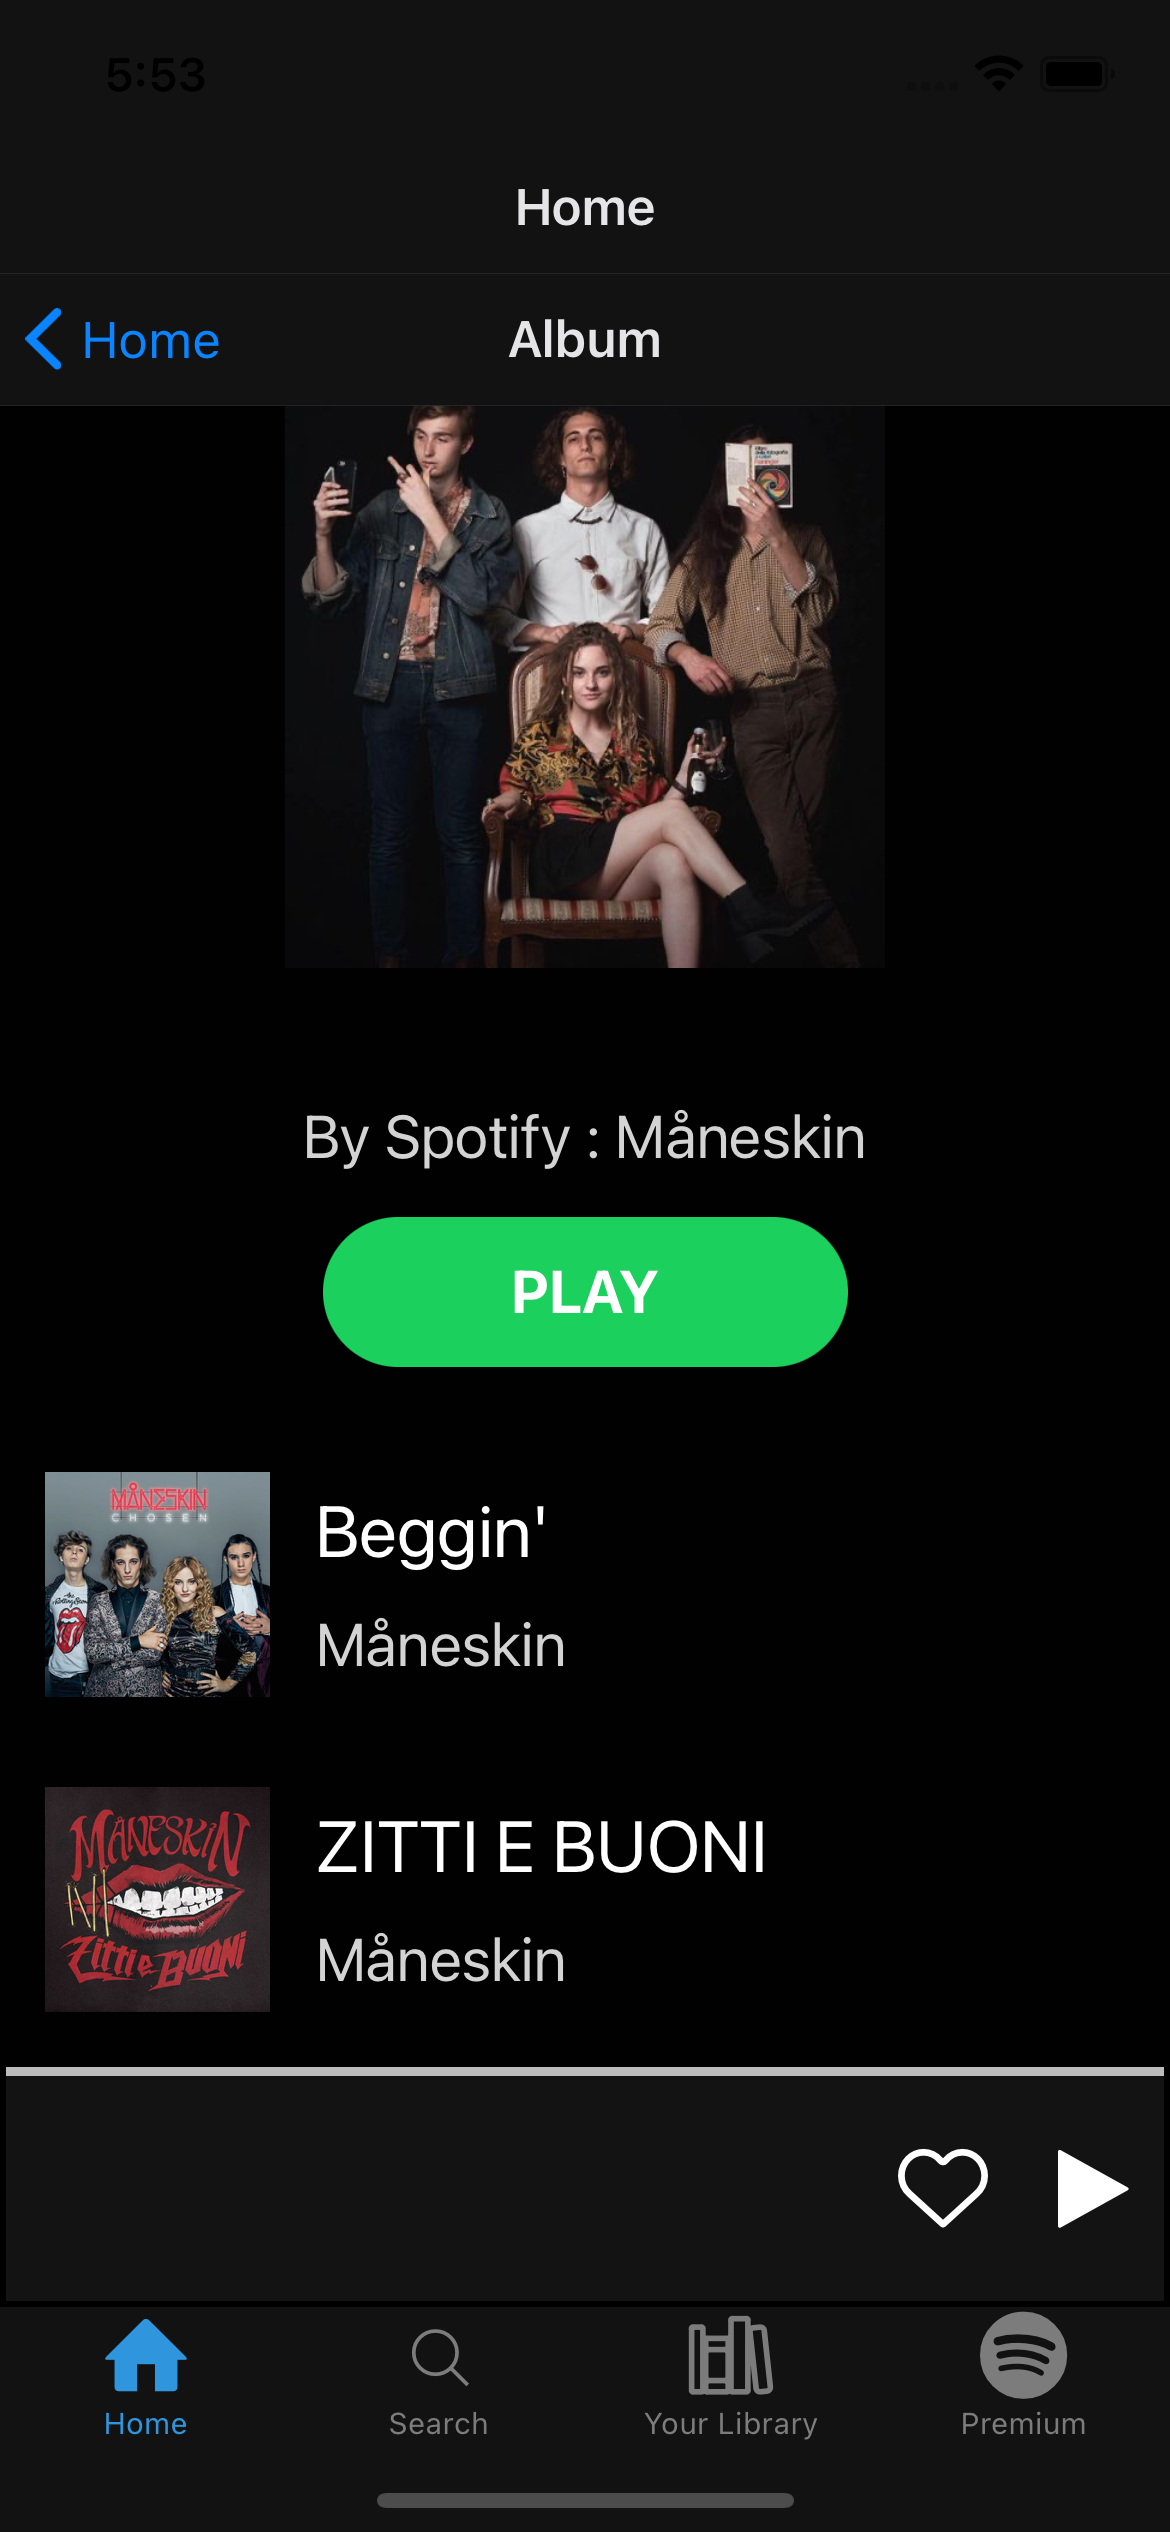 5:53
Home
Home
Album
By Spotify : Måneskin
PLAY
MÅNESKIN
CHOSEN
Beggin'
Måneskin
MÅNESKIN
Zitti e BUONI
ZITTI E BUONI
Måneskin
Home
Search
Your Library
Premium